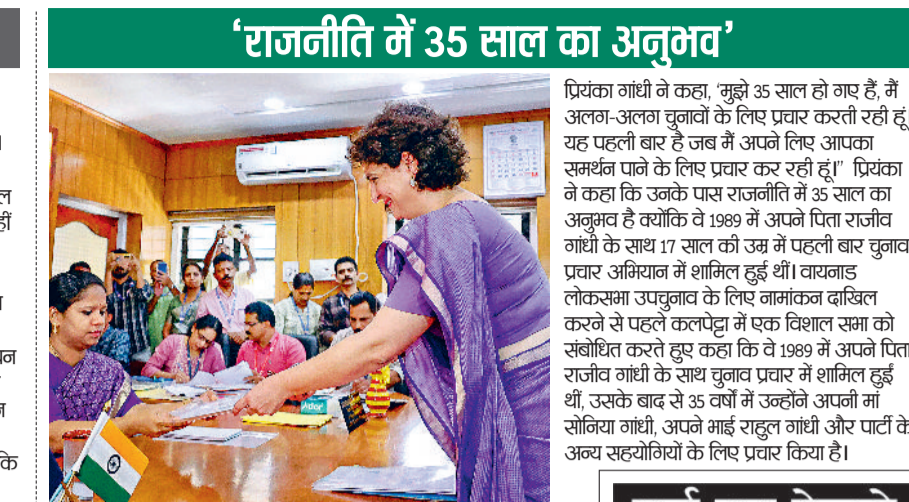 ‘राजनीति में 35 साल का अनुभव’
प्रियंका गांधी ने कहा, ‘मुझे 35 साल हो गए हैं, मैं
अलग-अलग चुनावों के लिए प्रचार करती रही हूं
यह पहली बार है जब मैं अपने लिए आपका
समर्थन पाने के लिए प्रचार कर रही हूं।’’ प्रियंका
ने कहा कि उनके पास राजनीति में 35 साल का
अनुभव है क्योंकि वे 1989 में अपने पिता राजीव
गांधी के साथ 17 साल की उम्र में पहली बार चुनाव
प्रचार अभियान में शामिल हुई थीं। वायनाड
लोकसभा उपचुनाव के लिए नामांकन दाखिल
करने से पहले कलपेट्टा में एक विशाल सभा को
संबोधित करते हुए कहा कि वे 1989 में अपने पिता
राजीव गांधी के साथ चुनाव प्रचार में शामिल हुईं
थीं, उसके बाद से 35 वर्षों में उन्होंने अपनी मां
सोनिया गांधी, अपने भाई राहुल गांधी और पार्टी के
अन्य सहयोगियों के लिए प्रचार किया है।